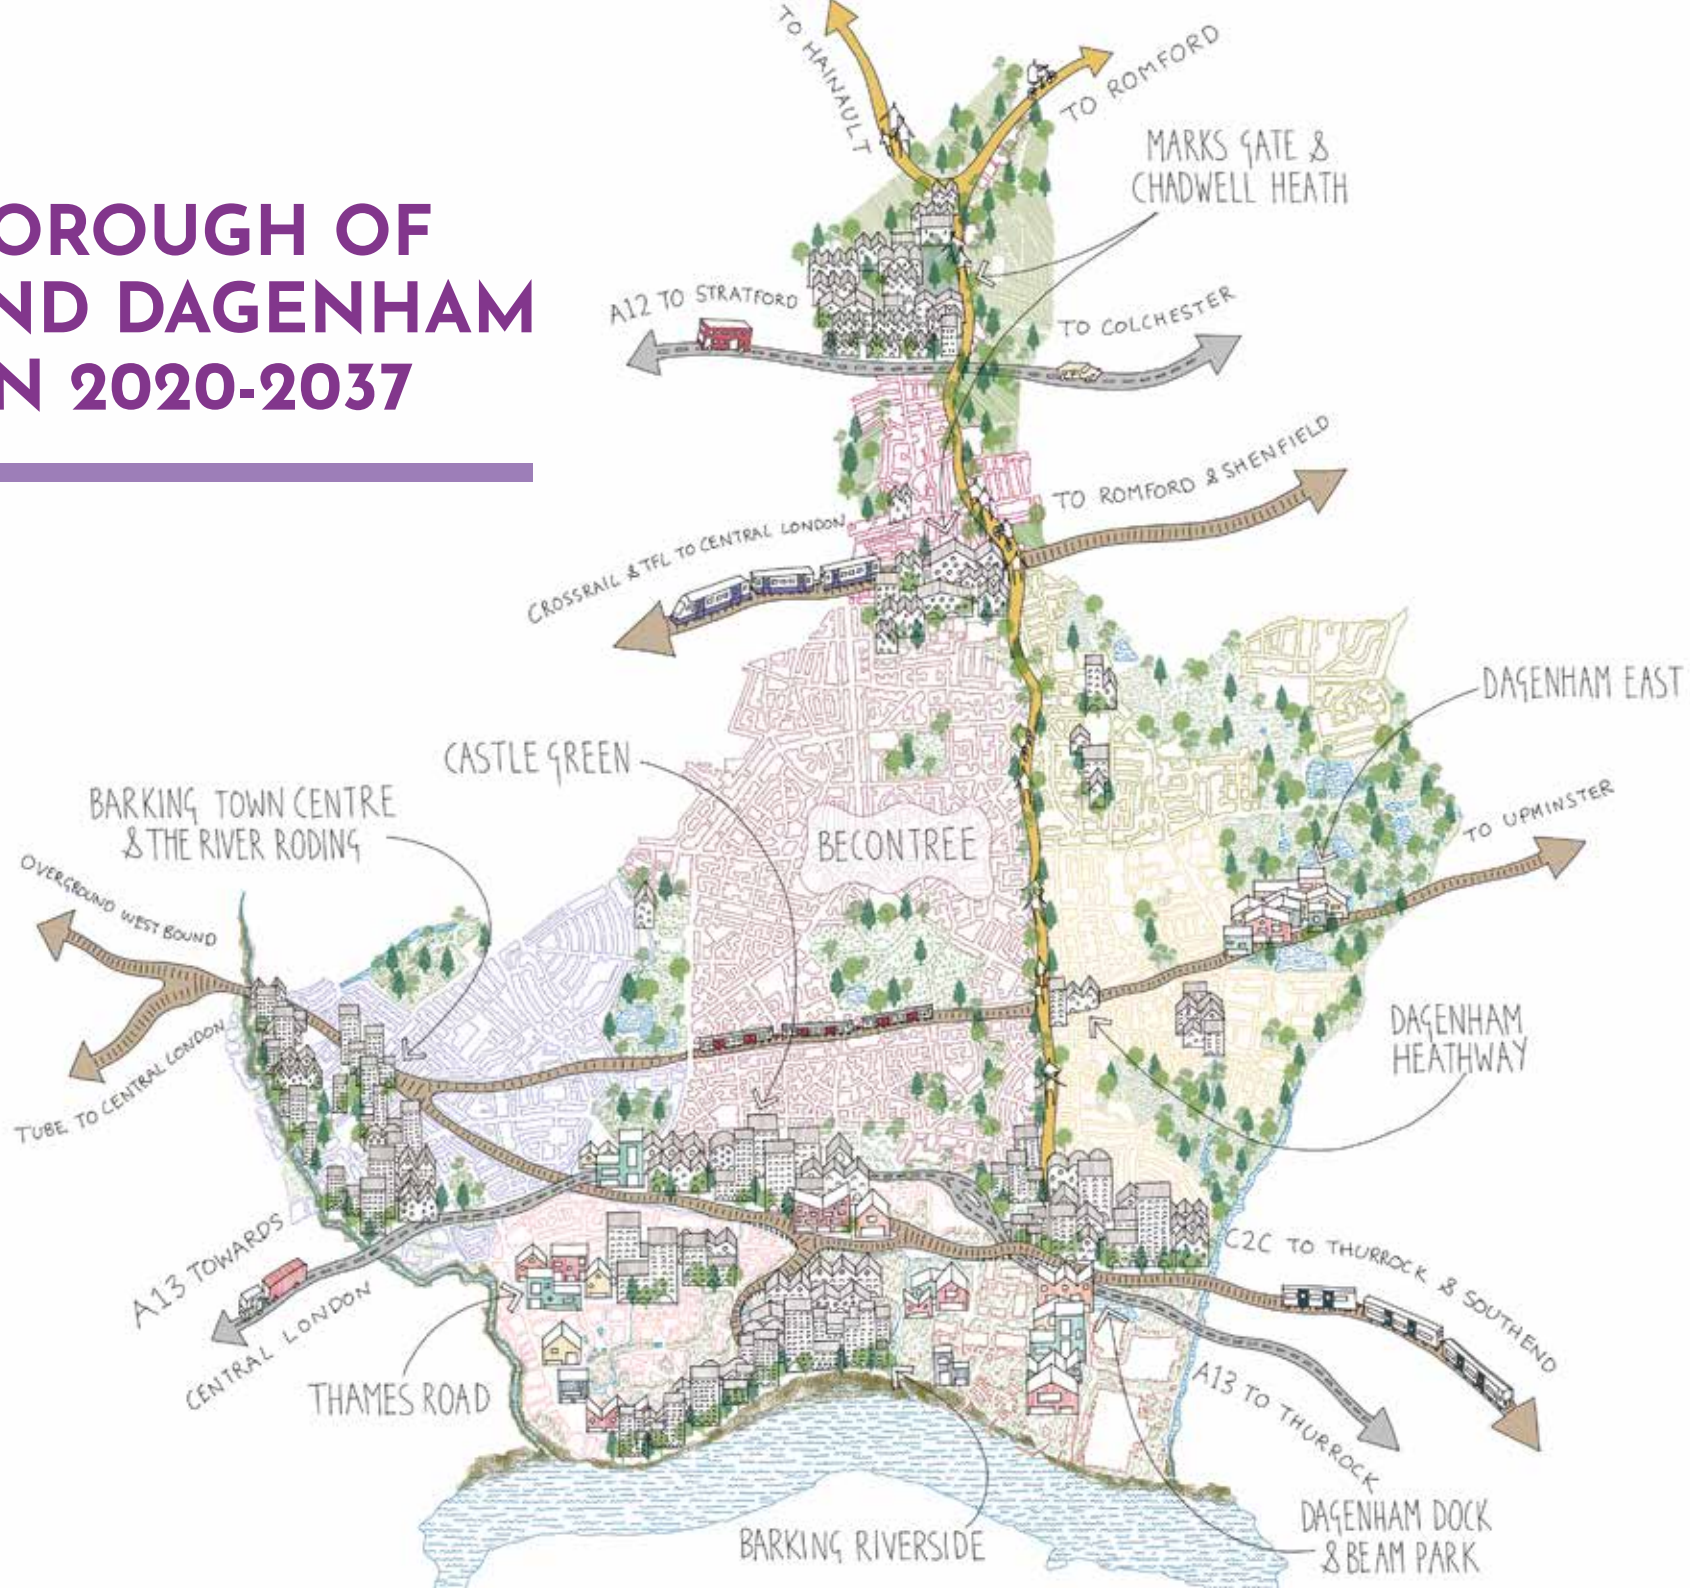 OROUGH OF
ND DAGENHAM
N 2020-2037
TO HAINAULT
TO ROMFORD
MARKS GATE &
CHADWELL HEATH
A12 TO STRATFORD
TO COLCHESTER
TO ROMFORD & SHENFIELD
CROSSRAIL & TFL TO CENTRAL LONDON
DAGENHAM EAST
CASTLE GREEN
BARKING TOWN CENTRE
& THE RIVER RODING
BECONTREE
TO UPMINSTER
OVERGROUND WEST BOUND
TUBE TO CENTRAL LONDON
DAGENHAM
HEATHWAY
A13 TOWARDS
CENTRAL LONDON
C2C TO THURROCK & SOUTHEND
THAMES ROAD
A13 TO THURROCK
BARKING RIVERSIDE
DAGENHAM DOCK
& BEAM PARK